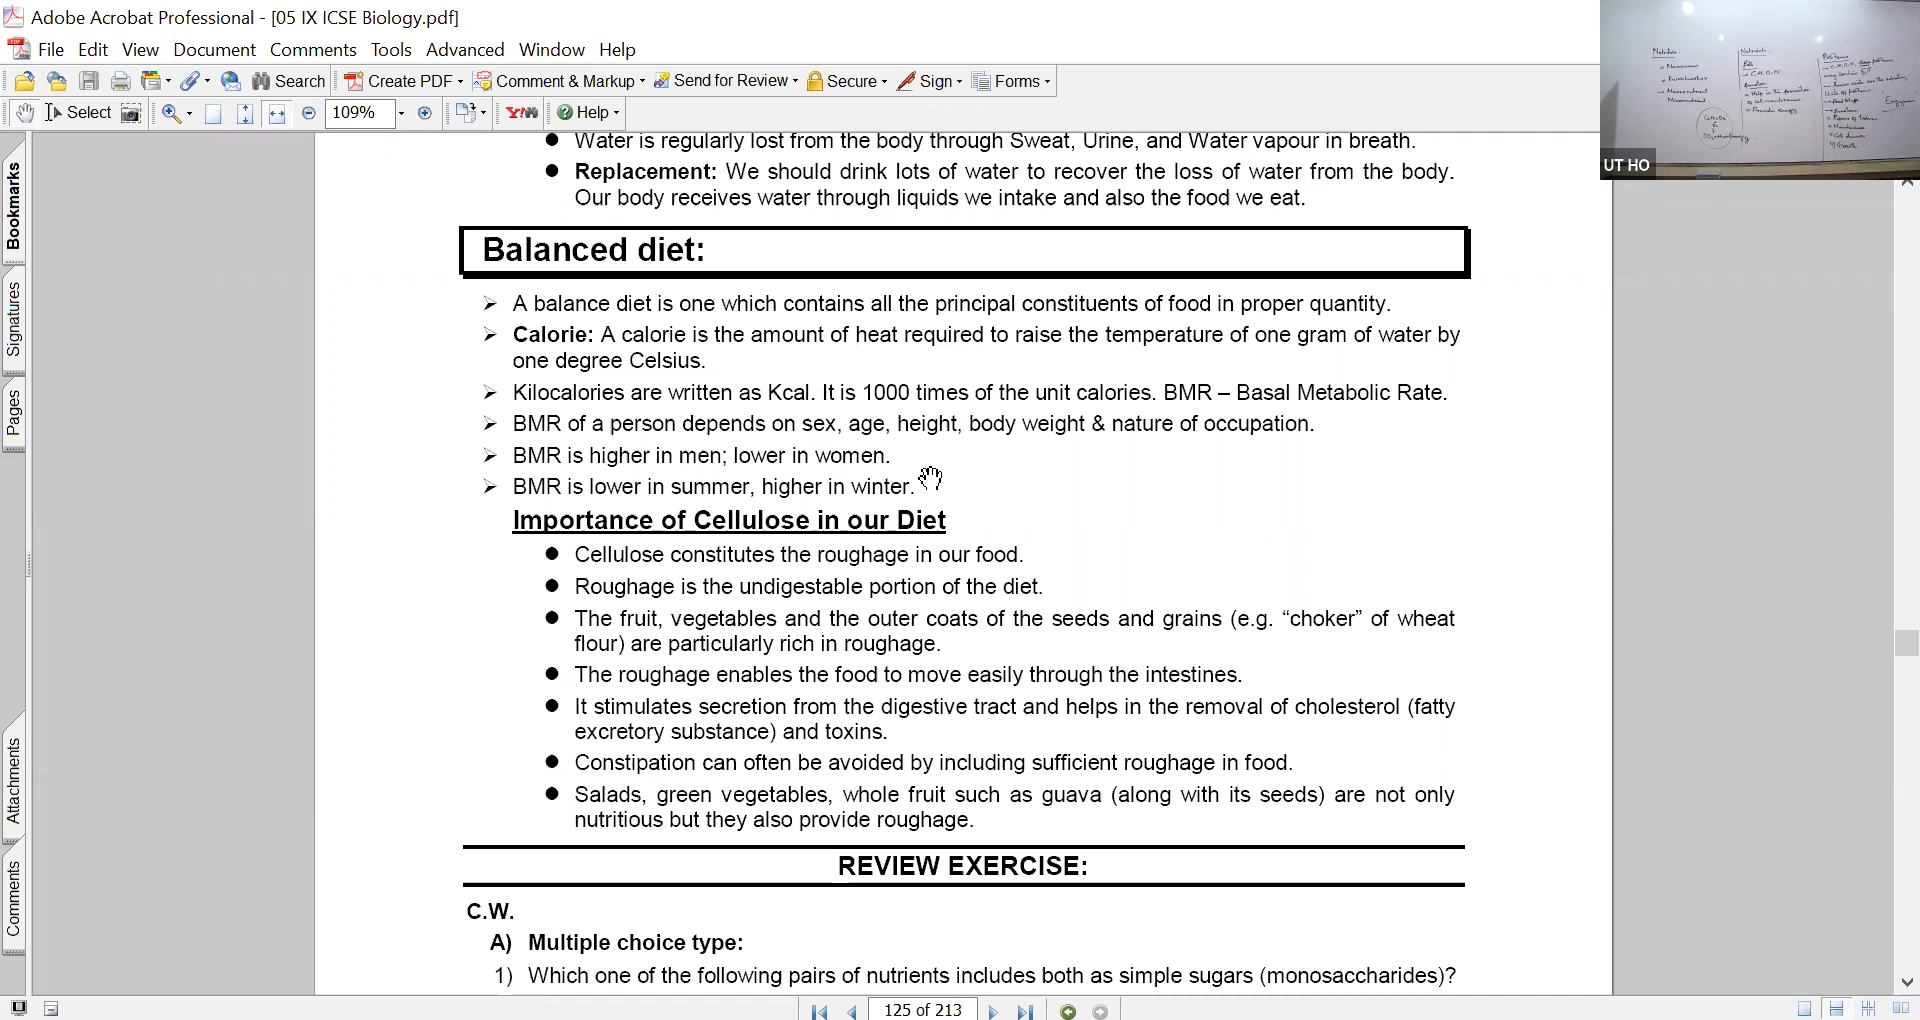 Adobe Acrobat Professional - [05 IX ICSE Biology.pdf]
File Edit View Document Comments Tools Advanced Window Help
Search Create PDF Comment & Markup Send for Review Secure Sign Forms
Select 109% Y! Help
UT HO
Bookmarks
Signatures
Pages
Attachments
Comments
Water is regularly lost from the body through Sweat, Urine, and Water vapour in breath.
Replacement: We should drink lots of water to recover the loss of water from the body.
Our body receives water through liquids we intake and also the food we eat.
Balanced diet:
A balance diet is one which contains all the principal constituents of food in proper quantity.
Calorie: A calorie is the amount of heat required to raise the temperature of one gram of water by
one degree Celsius.
Kilocalories are written as Kcal. It is 1000 times of the unit calories. BMR – Basal Metabolic Rate.
BMR of a person depends on sex, age, height, body weight & nature of occupation.
BMR is higher in men; lower in women.
BMR is lower in summer, higher in winter.
Importance of Cellulose in our Diet
Cellulose constitutes the roughage in our food.
Roughage is the undigestable portion of the diet.
The fruit, vegetables and the outer coats of the seeds and grains (e.g. “choker” of wheat
flour) are particularly rich in roughage.
The roughage enables the food to move easily through the intestines.
It stimulates secretion from the digestive tract and helps in the removal of cholesterol (fatty
excretory substance) and toxins.
Constipation can often be avoided by including sufficient roughage in food.
Salads, green vegetables, whole fruit such as guava (along with its seeds) are not only
nutritious but they also provide roughage.
REVIEW EXERCISE:
C.W.
A) Multiple choice type:
1) Which one of the following pairs of nutrients includes both as simple sugars (monosaccharides)?
125 of 213